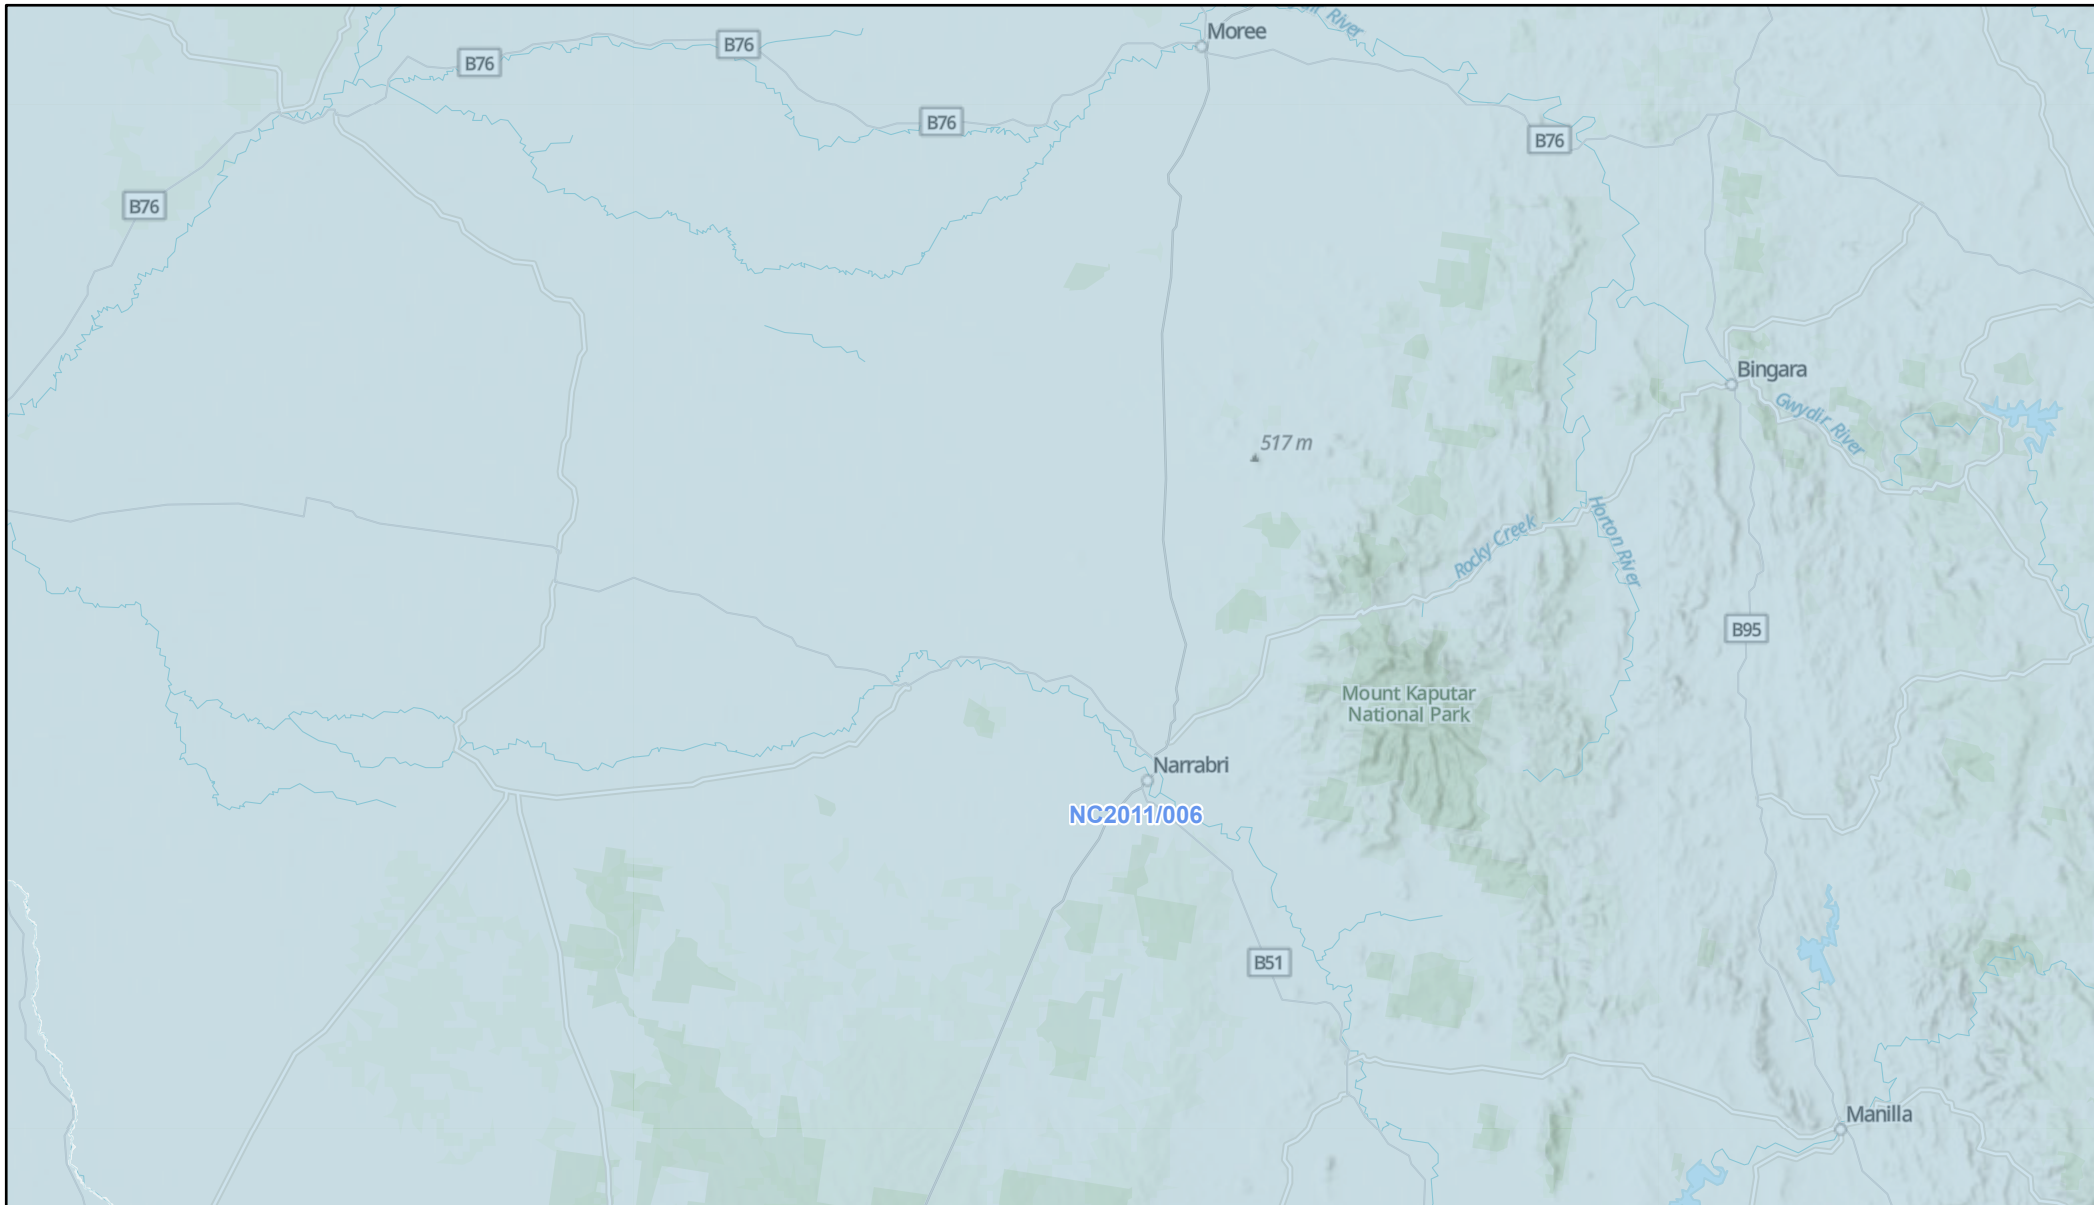 Moree
River
B76
B76
B76
B76
B76
Bingara
Gwydir River
517 m
Horton River
Rocky Creek
B95
Mount Kaputar
National Park
Narrabri
NC2011/006
B51
Manilla